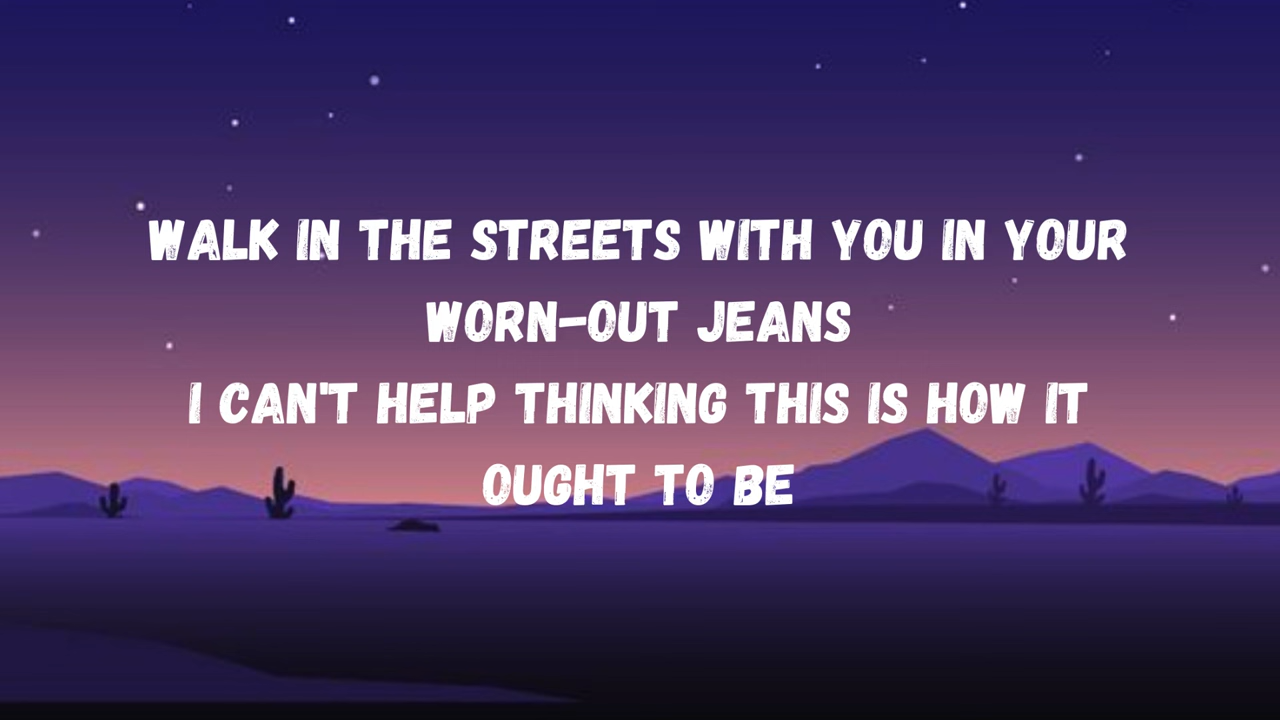 WALK IN THE STREETS WITH YOU IN YOUR
WORN-OUT JEANS
I CAN'T HELP THINKING THIS IS HOW IT
OUGHT TO BE